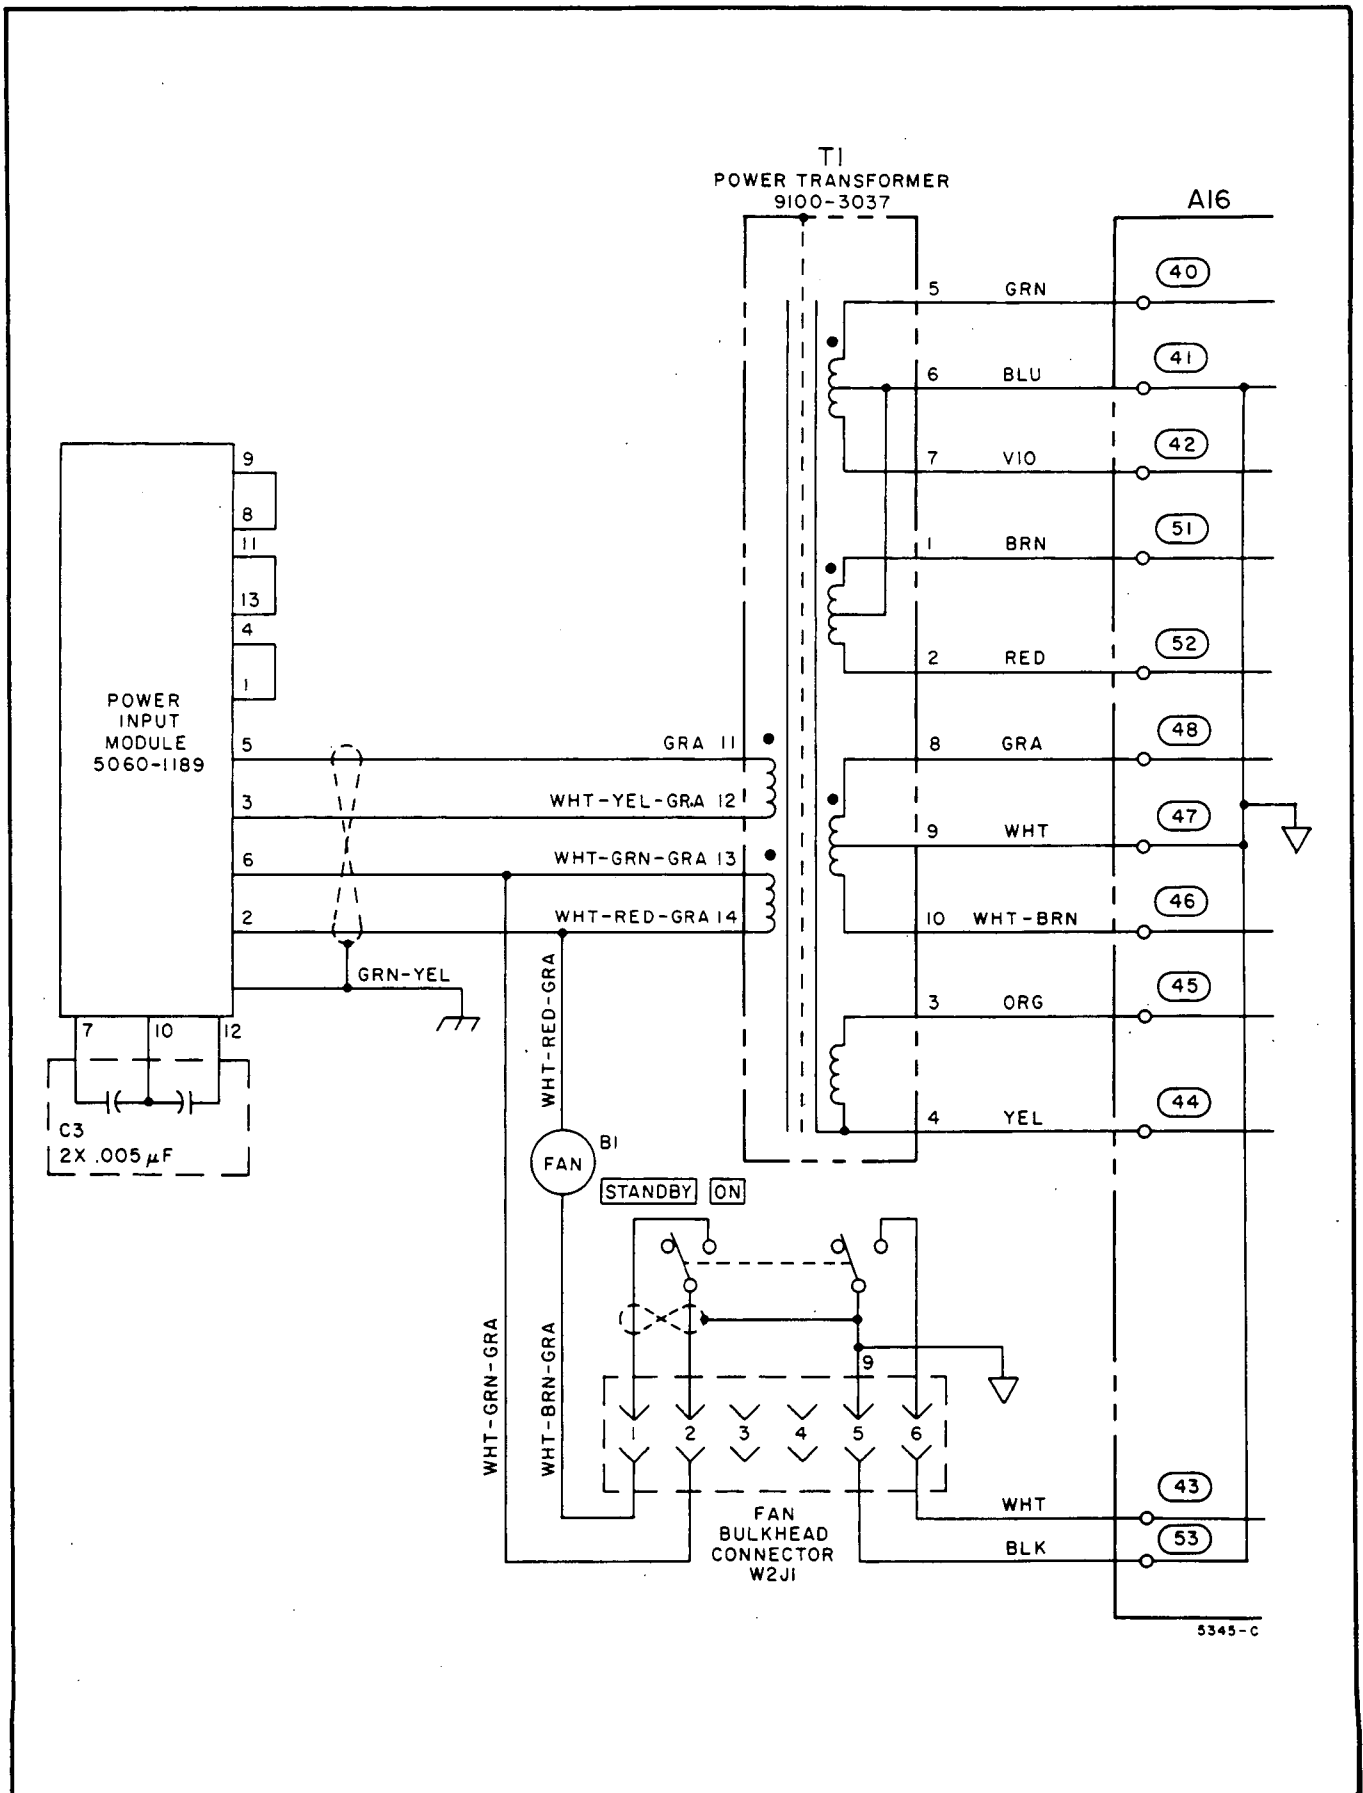 T1
POWER TRANSFORMER
9100-3037
A16
5 GRN 40
6 BLU 41
7 VIO 42
1 BRN 51
2 RED 52
8 GRA 48
9 WHT 47
10 WHT-BRN 46
3 ORG 45
4 YEL 44
9
8
11
13
4
1
POWER
INPUT
MODULE
5060-1189
5 GRA 11
3 WHT-YEL-GRA 12
6 WHT-GRN-GRA 13
2 WHT-RED-GRA 14
GRN-YEL
7 10 12
C3
2X .005 µF
WHT-RED-GRA
FAN B1
STANDBY ON
WHT-GRN-GRA
WHT-BRN-GRA
9
1 2 3 4 5 6
FAN
BULKHEAD
CONNECTOR
W2J1
WHT 43
BLK 53
5345-C